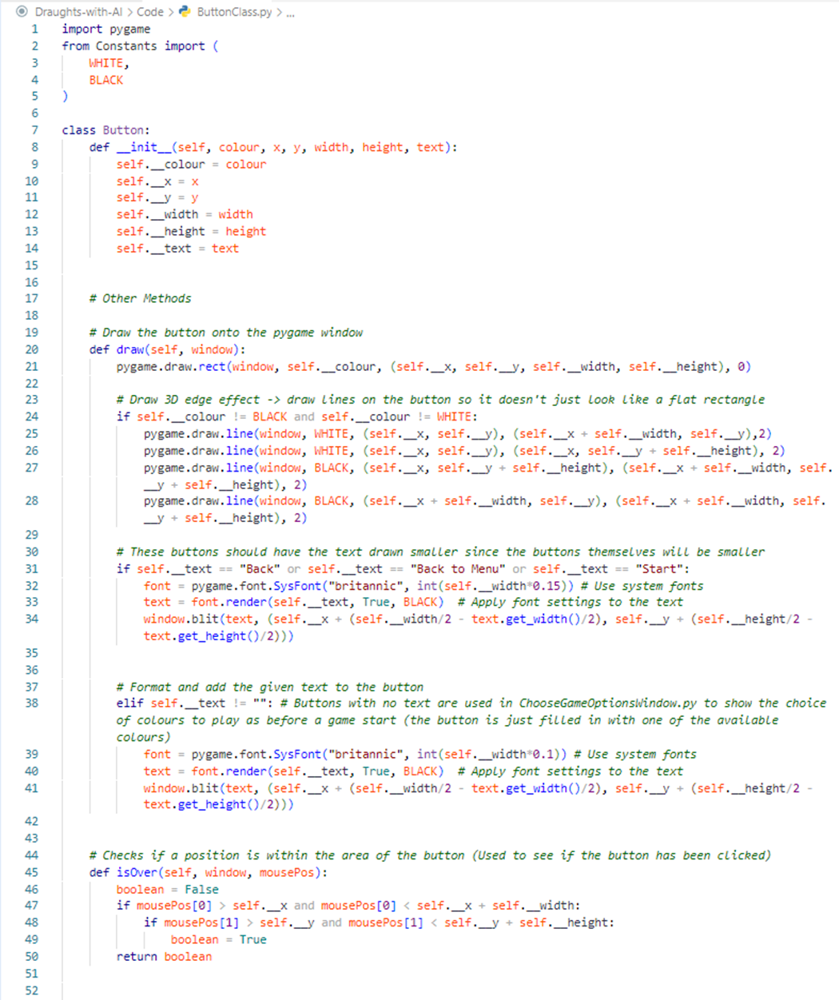 Draughts-with-AI > Code > ButtonClass.py > ...
1 import pygame
2 from Constants import (
3     WHITE,
4     BLACK
5 )
6
7 class Button:
8     def __init__(self, colour, x, y, width, height, text):
9         self.__colour = colour
10         self.__x = x
11         self.__y = y
12         self.__width = width
13         self.__height = height
14         self.__text = text
15
16
17     # Other Methods
18
19     # Draw the button onto the pygame window
20     def draw(self, window):
21         pygame.draw.rect(window, self.__colour, (self.__x, self.__y, self.__width, self.__height), 0)
22
23         # Draw 3D edge effect -> draw lines on the button so it doesn't just look like a flat rectangle
24         if self.__colour != BLACK and self.__colour != WHITE:
25             pygame.draw.line(window, WHITE, (self.__x, self.__y), (self.__x + self.__width, self.__y),2)
26             pygame.draw.line(window, WHITE, (self.__x, self.__y), (self.__x, self.__y + self.__height), 2)
27             pygame.draw.line(window, BLACK, (self.__x, self.__y + self.__height), (self.__x + self.__width, self.
__y + self.__height), 2)
28             pygame.draw.line(window, BLACK, (self.__x + self.__width, self.__y), (self.__x + self.__width, self.
__y + self.__height), 2)
29
30         # These buttons should have the text drawn smaller since the buttons themselves will be smaller
31         if self.__text == "Back" or self.__text == "Back to Menu" or self.__text == "Start":
32             font = pygame.font.SysFont("britannic", int(self.__width*0.15)) # Use system fonts
33             text = font.render(self.__text, True, BLACK)  # Apply font settings to the text
34             window.blit(text, (self.__x + (self.__width/2 - text.get_width()/2), self.__y + (self.__height/2 -
text.get_height()/2)))
35
36
37         # Format and add the given text to the button
38         elif self.__text != "": # Buttons with no text are used in ChooseGameOptionsWindow.py to show the choice
of colours to play as before a game start (the button is just filled in with one of the available
colours)
39             font = pygame.font.SysFont("britannic", int(self.__width*0.1)) # Use system fonts
40             text = font.render(self.__text, True, BLACK)  # Apply font settings to the text
41             window.blit(text, (self.__x + (self.__width/2 - text.get_width()/2), self.__y + (self.__height/2 -
text.get_height()/2)))
42
43
44     # Checks if a position is within the area of the button (Used to see if the button has been clicked)
45     def isOver(self, window, mousePos):
46         boolean = False
47         if mousePos[0] > self.__x and mousePos[0] < self.__x + self.__width:
48             if mousePos[1] > self.__y and mousePos[1] < self.__y + self.__height:
49                 boolean = True
50         return boolean
51
52